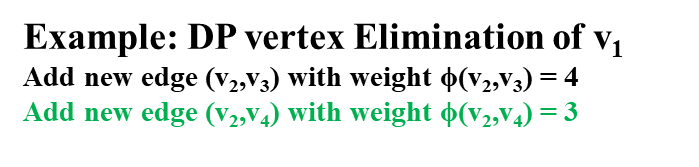 Example: DP vertex Elimination of v₁
Add new edge (v₂,v₃) with weight ϕ(v₂,v₃) = 4
Add new edge (v₂,v₄) with weight ϕ(v₂,v₄) = 3